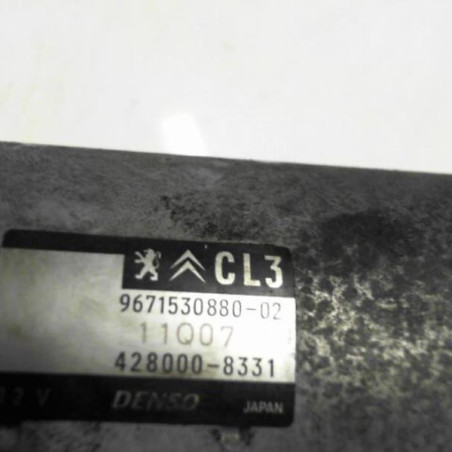 CL3
9671530880-02
11Q07
428000-8331
V DENSO JAPAN